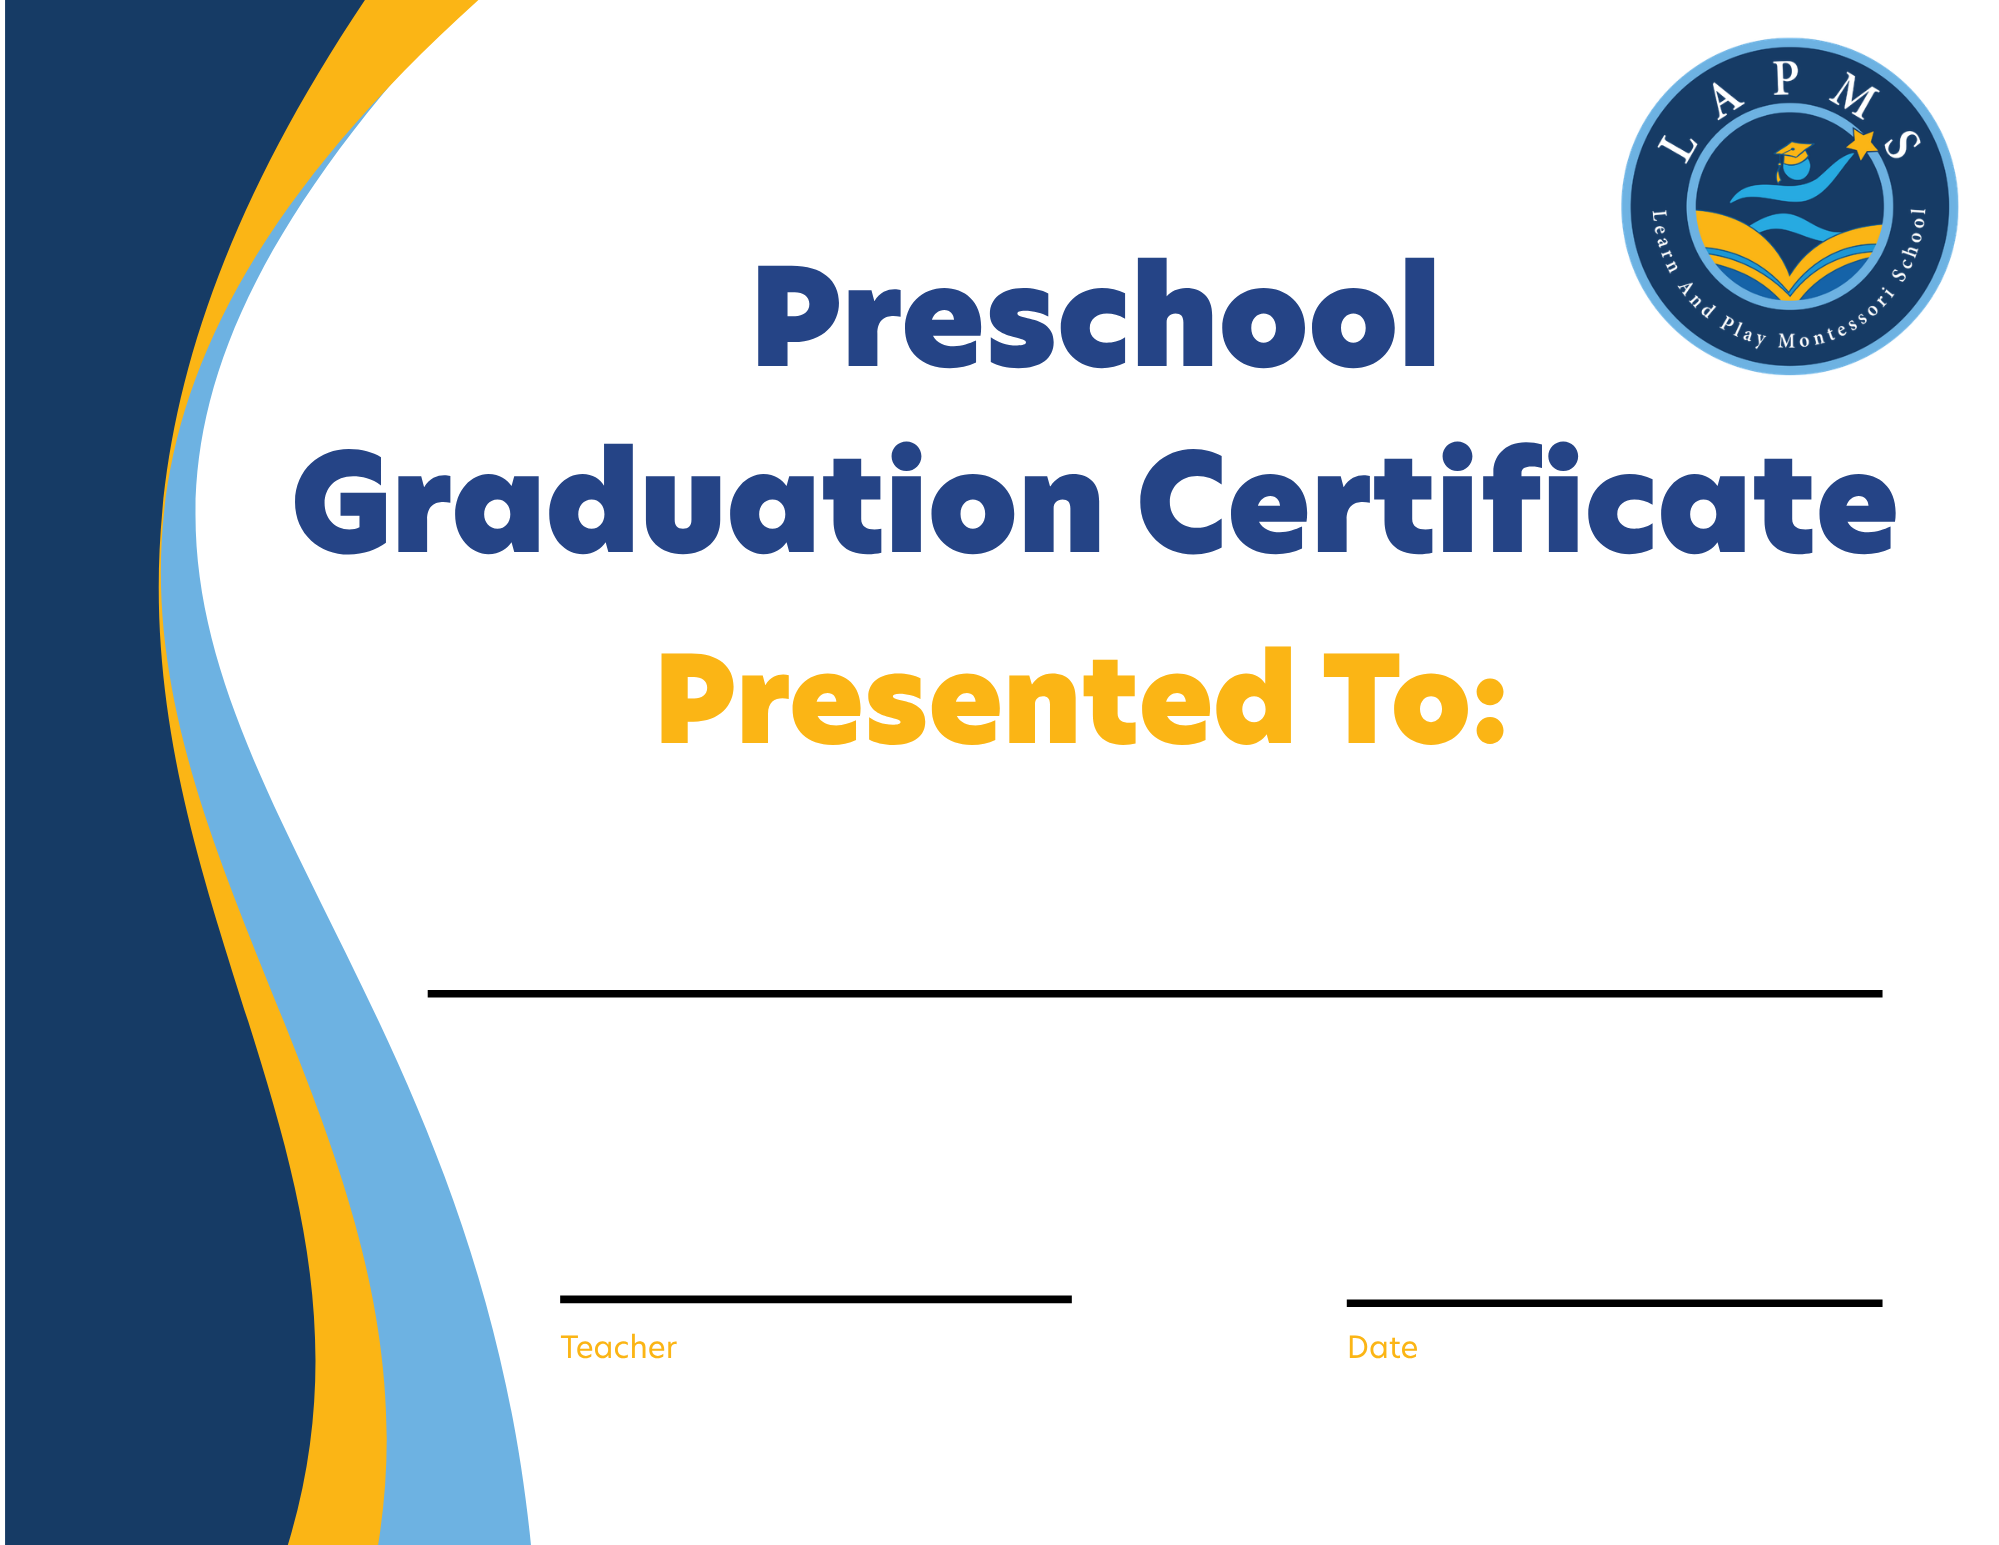 LAPMS
Learn And Play Montessori School
Preschool
Graduation Certificate
Presented To:
Teacher
Date